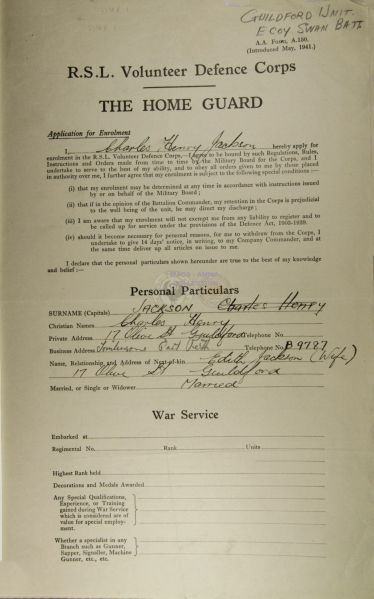 GUILDFORD UNIT.
E COY SWAN BATT
A.A. Form, A.150.
(Introduced May, 1941.)
R.S.L. Volunteer Defence Corps
THE HOME GUARD
Application for Enrolment
I, Charles Henry Jackson hereby apply for
enrolment in the R.S.L. Volunteer Defence Corps,—I agree to be bound by such Regulations, Rules,
Instructions and Orders made from time to time by the Military Board for the Corps, and I
undertake to serve to the best of my ability, and to obey all orders given to me by those placed
in authority over me, I further agree that my enrolment is subject to the following special conditions :—
(i) that my enrolment may be determined at any time in accordance with instructions issued
by or on behalf of the Military Board ;
(ii) that if in the opinion of the Battalion Commander, my retention in the Corps is prejudicial
to the well being of the unit, he may direct my discharge ;
(iii) I am aware that my enrolment will not exempt me from any liability to register and to
be called up for service under the provisions of the Defence Act, 1903-1939.
(iv) should it become necessary for personal reasons, for me to withdraw from the Corps, I
undertake to give 14 days' notice, in writing, to my Company Commander, and at
the same time deliver up all articles on issue to me.
I declare that the personal particulars shown hereunder are true to the best of my knowledge
and belief :—
Personal Particulars
SURNAME (Capitals) JACKSON Charles Henry
Christian Names Charles Henry
Private Address 17 Olive St Guildford Telephone No.
Business Address Tomlinsons East Perth Telephone No. B 9727
Name, Relationship and Address of Next-of-kin Edith Jackson (Wife)
17 Olive St Guildford
Married, or Single or Widower Married
War Service
Embarked at
Regimental No. Rank Units
Highest Rank held
Decorations and Medals Awarded
Any Special Qualifications,
Experience, or Training
gained during War Service
which is considered are of
value for special employ-
ment.
Whether a specialist in any
Branch as Gunner,
Sapper, Signaller, Machine
Gunner, etc., etc.